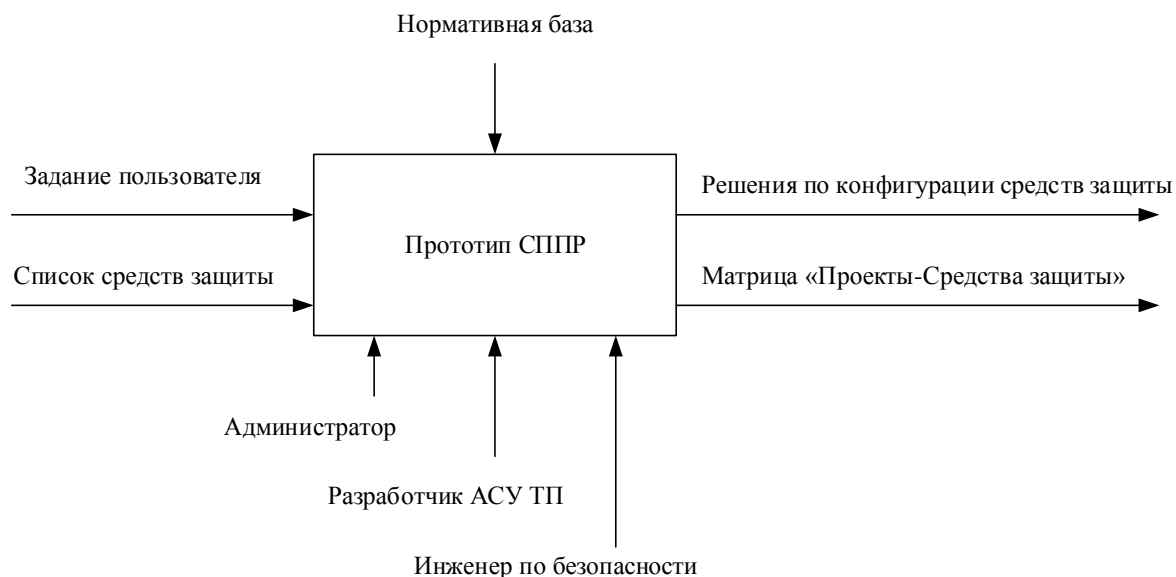 Нормативная база
Задание пользователя
Решения по конфигурации средств защиты
Прототип СППР
Список средств защиты
Матрица «Проекты-Средства защиты»
Администратор
Разработчик АСУ ТП
Инженер по безопасности